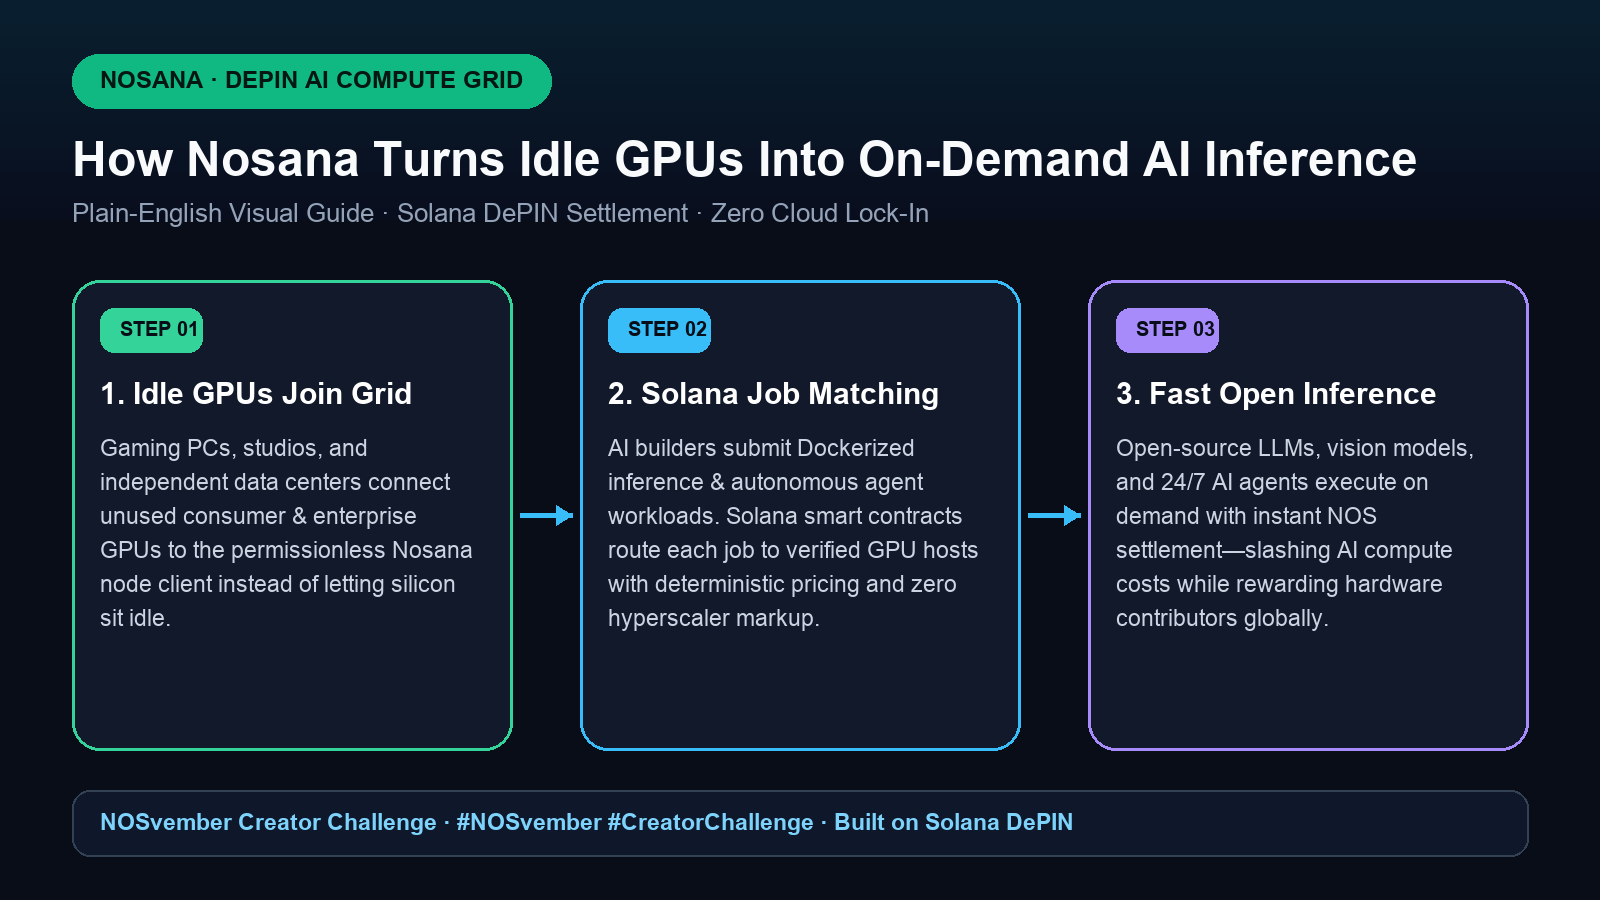 NOSANA · DEPIN AI COMPUTE GRID
How Nosana Turns Idle GPUs Into On-Demand AI Inference
Plain-English Visual Guide · Solana DePIN Settlement · Zero Cloud Lock-In
STEP 01
1. Idle GPUs Join Grid
Gaming PCs, studios, and
independent data centers connect
unused consumer & enterprise
GPUs to the permissionless Nosana
node client instead of letting silicon
sit idle.
STEP 02
2. Solana Job Matching
AI builders submit Dockerized
inference & autonomous agent
workloads. Solana smart contracts
route each job to verified GPU hosts
with deterministic pricing and zero
hyperscaler markup.
STEP 03
3. Fast Open Inference
Open-source LLMs, vision models,
and 24/7 AI agents execute on
demand with instant NOS
settlement—slashing AI compute
costs while rewarding hardware
contributors globally.
NOSvember Creator Challenge · #NOSvember #CreatorChallenge · Built on Solana DePIN